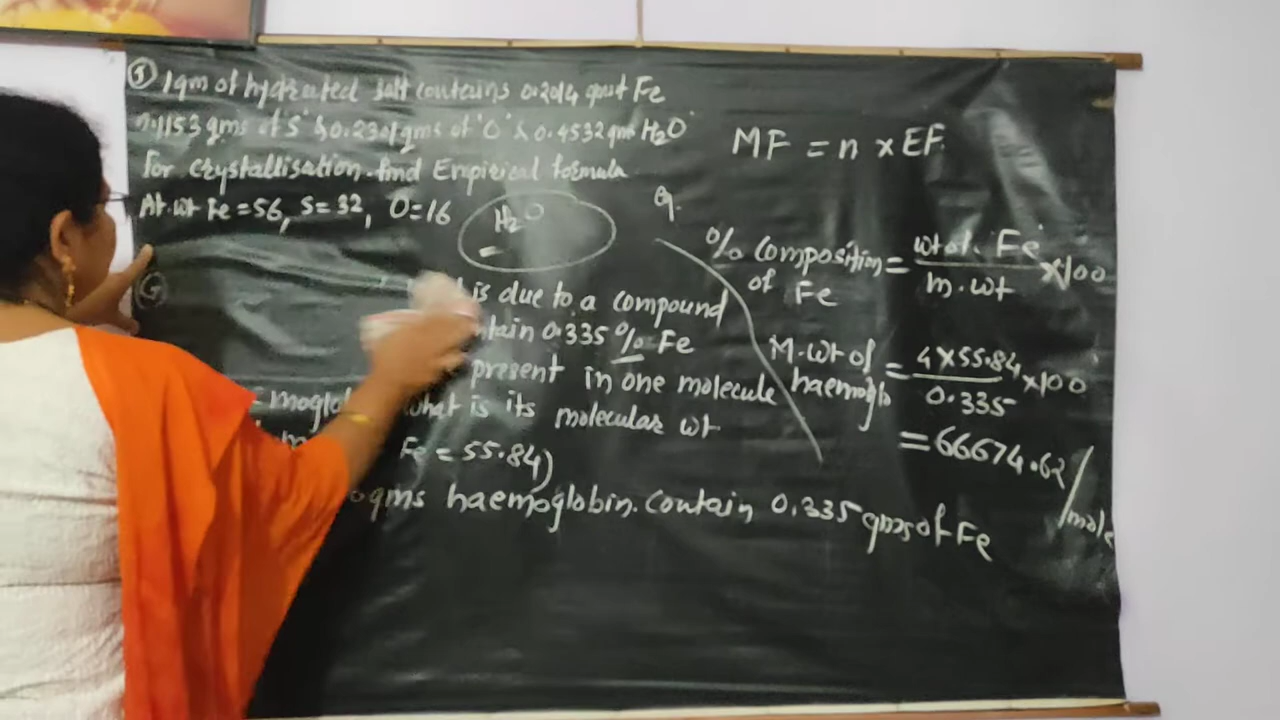 ⑤ 1gm of hydrated salt contains 0.2014 gm of Fe
0.1153 gms of 'S' & 0.2301 gms of 'O' & 0.4532 gms H₂O
for crystallisation. find Empirical formula
At. wt Fe = 56, S = 32, O = 16
H₂O
⑥
is due to a compound
ntain 0.335 % Fe
present in one molecule
what is its molecular wt
Fe = 55.84)
gms haemoglobin. contain 0.335 gms of Fe
MF = n × EF
% composition of Fe = wt of Fe / m.wt × 100
M. wt of haemoglo = 4 × 55.84 / 0.335 × 100
= 66674.62 / mole